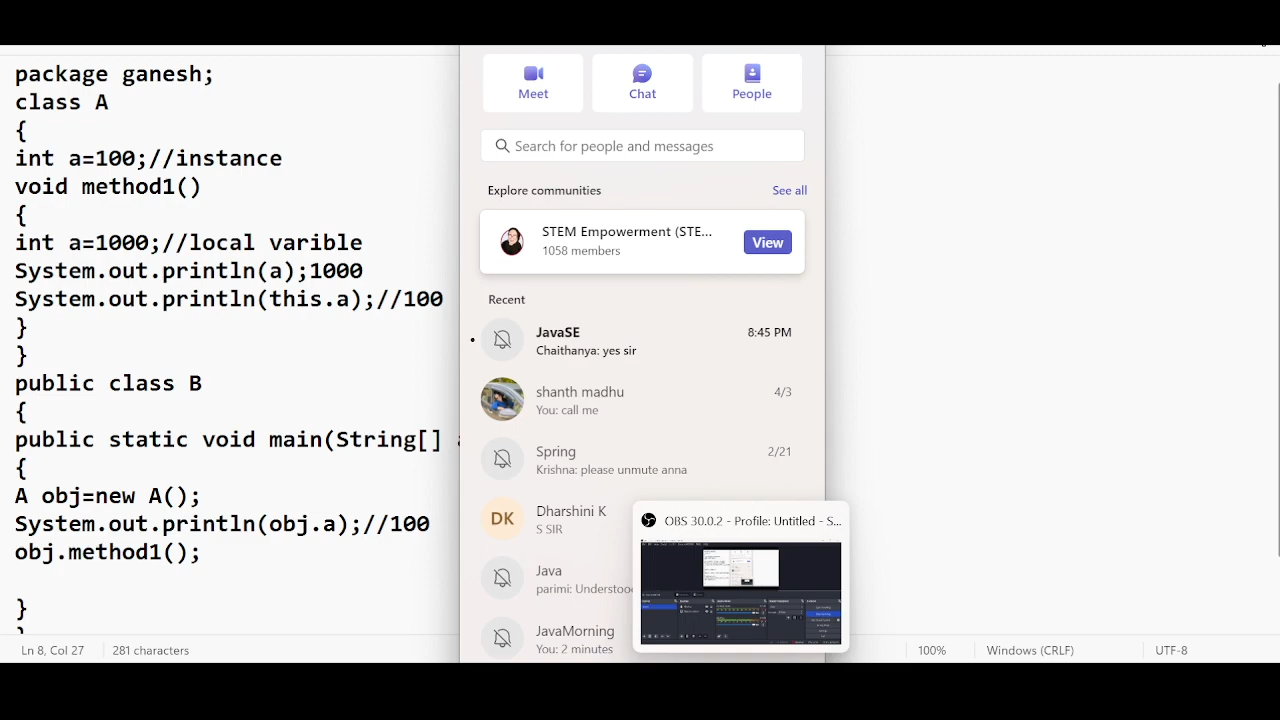 package ganesh;
class A
{
int a=100;//instance
void method1()
{
int a=1000;//local varible
System.out.println(a);1000
System.out.println(this.a);//100
}
}
public class B
{
public static void main(String[] a
{
A obj=new A();
System.out.println(obj.a);//100
obj.method1();
}
}
Ln 8, Col 27
characters
100%
Windows (CRLF)
UTF-8
Meet
Chat
People
Search for people and messages
Explore communities
See all
STEM Empowerment (STE...
1058 members
View
Recent
JavaSE
8:45 PM
Chaithanya: yes sir
shanth madhu
4/3
You: call me
Spring
2/21
Krishna: please unmute anna
DK
Dharshini K
S SIR
Java
parimi: Understoo
JavaMorning
You: 2 minutes
OBS 30.0.2 - Profile: Untitled - S...